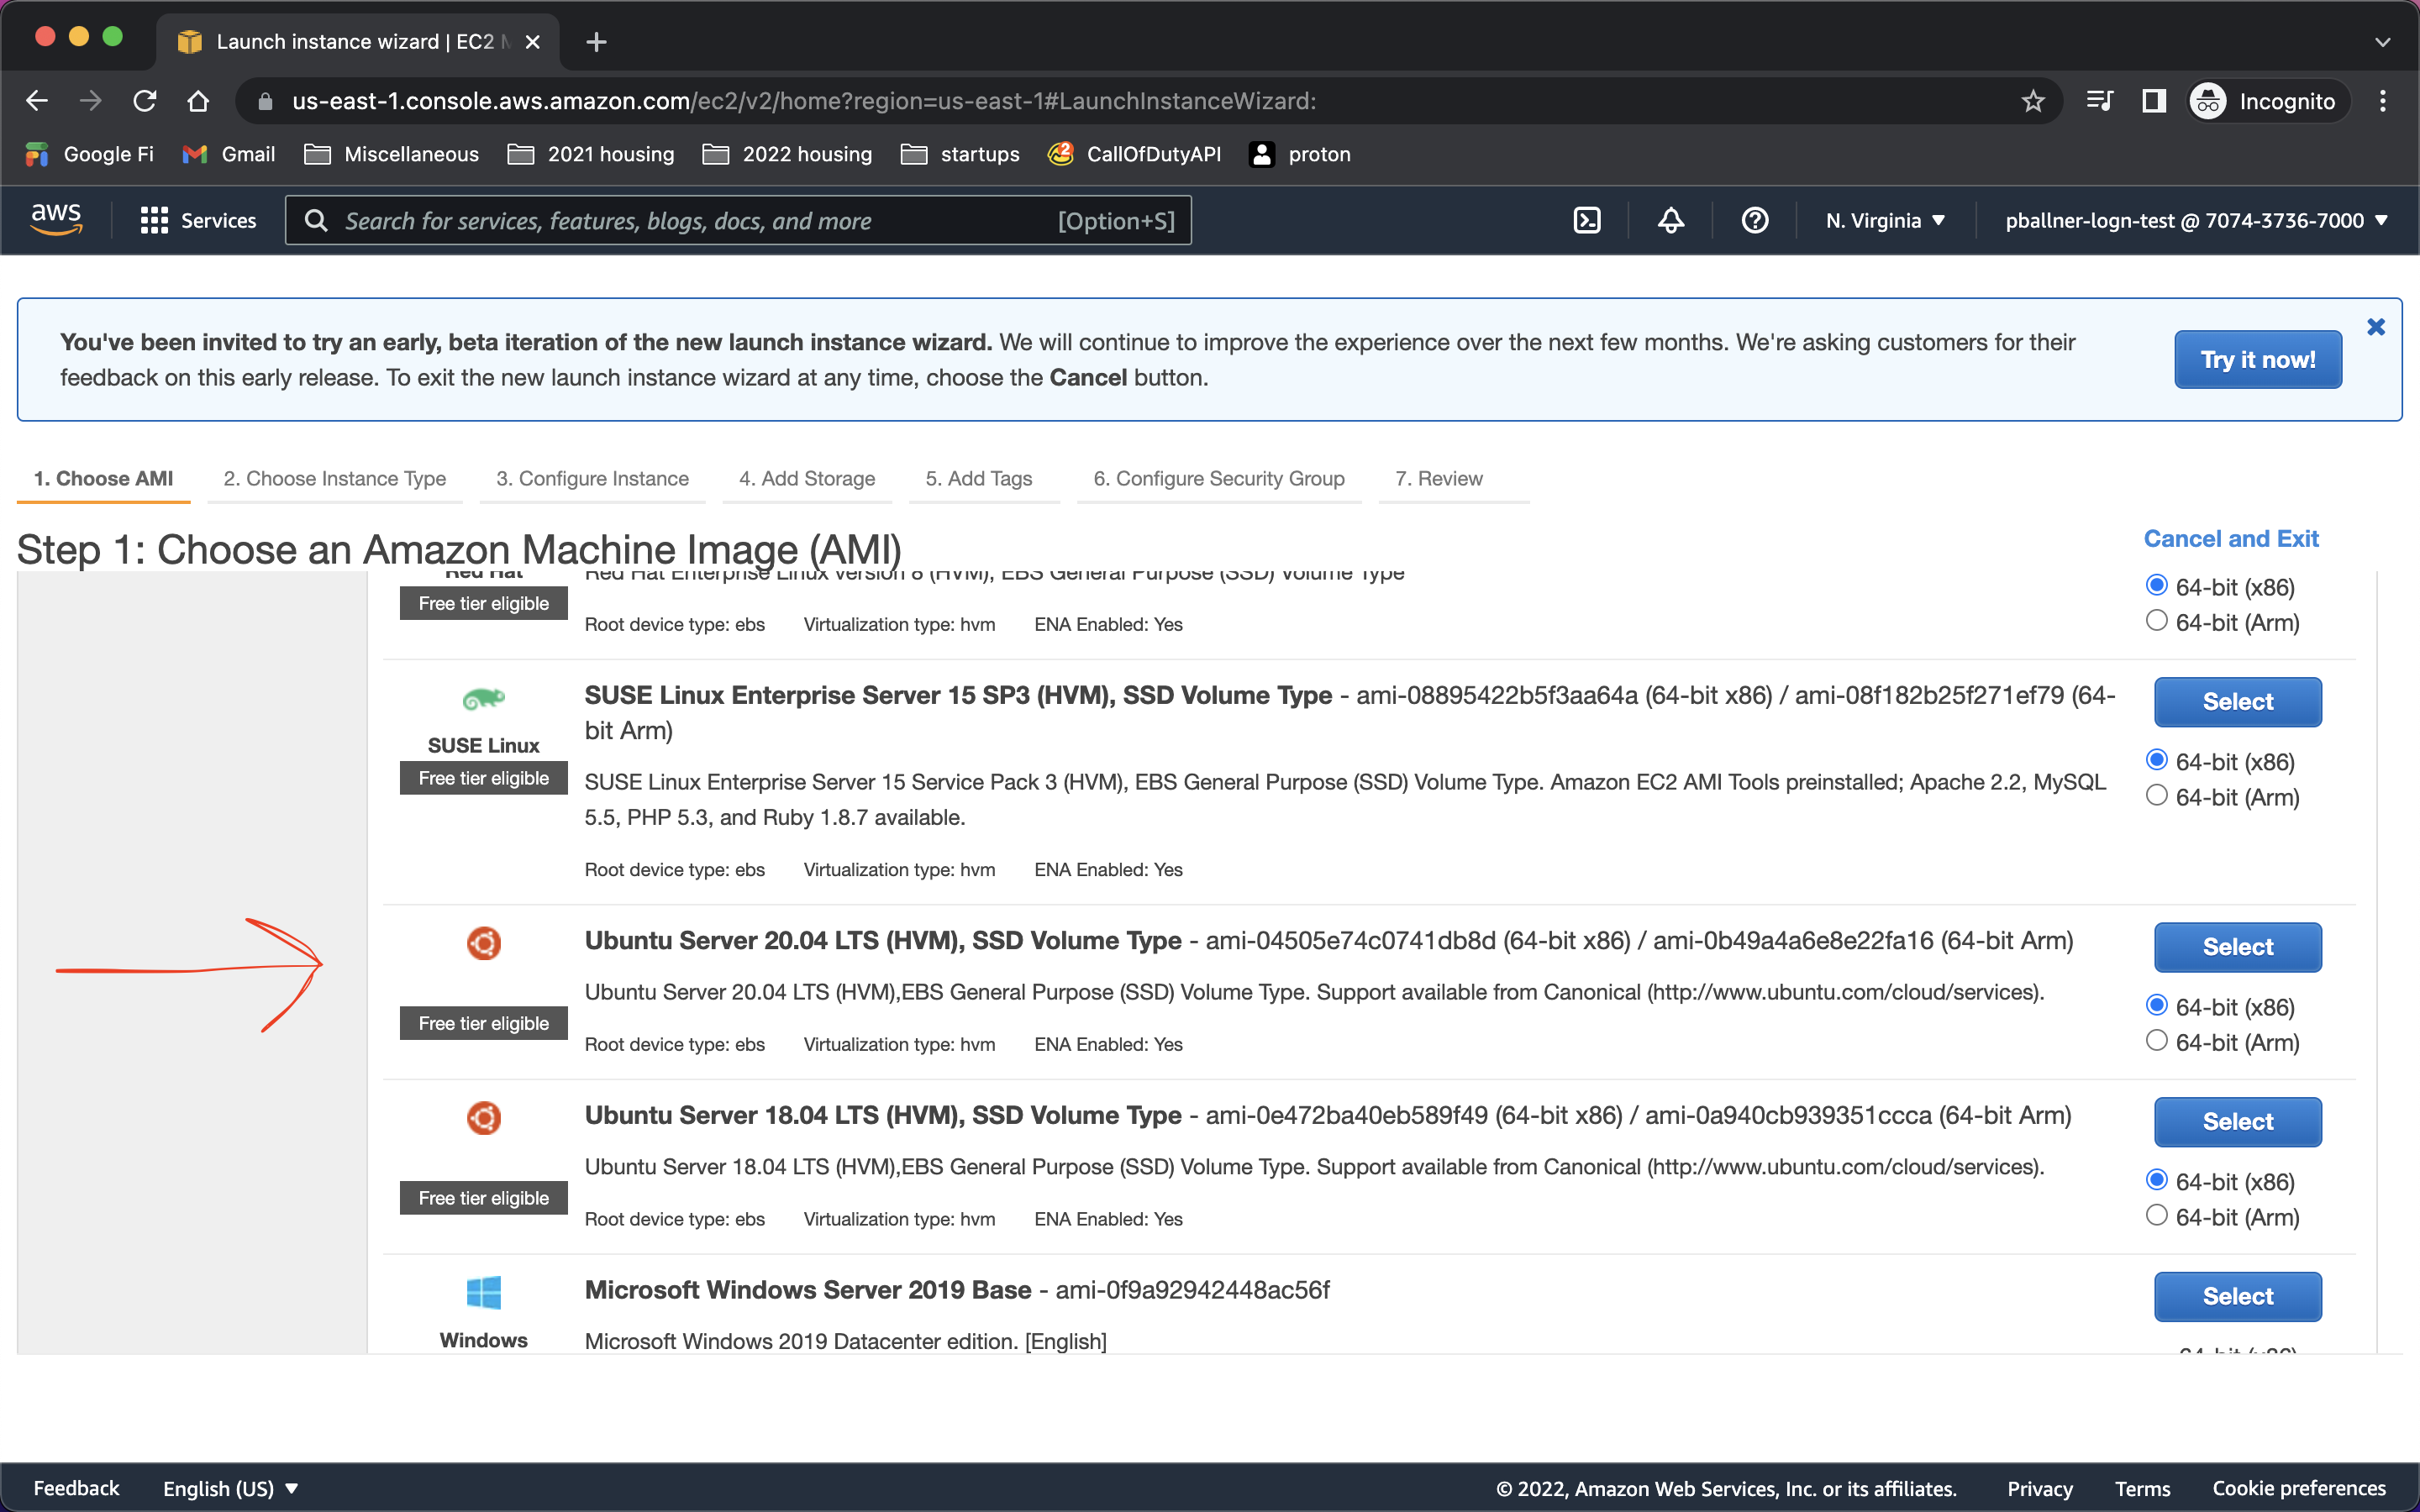 Launch instance wizard | EC2 M
us-east-1.console.aws.amazon.com/ec2/v2/home?region=us-east-1#LaunchInstanceWizard:
Incognito
Google Fi
Gmail
Miscellaneous
2021 housing
2022 housing
startups
2
CallOfDutyAPI
proton
aws
Services
Search for services, features, blogs, docs, and more
[Option+S]
N. Virginia
pballner-logn-test @ 7074-3736-7000
You've been invited to try an early, beta iteration of the new launch instance wizard. We will continue to improve the experience over the next few months. We're asking customers for their
feedback on this early release. To exit the new launch instance wizard at any time, choose the Cancel button.
Try it now!
1. Choose AMI
2. Choose Instance Type
3. Configure Instance
4. Add Storage
5. Add Tags
6. Configure Security Group
7. Review
Step 1: Choose an Amazon Machine Image (AMI)
Cancel and Exit
Red Hat
Free tier eligible
Red Hat Enterprise Linux version 8 (HVM), EBS General Purpose (SSD) Volume Type
Root device type: ebs
Virtualization type: hvm
ENA Enabled: Yes
64-bit (x86)
64-bit (Arm)
SUSE Linux
Free tier eligible
SUSE Linux Enterprise Server 15 SP3 (HVM), SSD Volume Type - ami-08895422b5f3aa64a (64-bit x86) / ami-08f182b25f271ef79 (64-
bit Arm)
SUSE Linux Enterprise Server 15 Service Pack 3 (HVM), EBS General Purpose (SSD) Volume Type. Amazon EC2 AMI Tools preinstalled; Apache 2.2, MySQL
5.5, PHP 5.3, and Ruby 1.8.7 available.
Root device type: ebs
Virtualization type: hvm
ENA Enabled: Yes
Select
64-bit (x86)
64-bit (Arm)
Free tier eligible
Ubuntu Server 20.04 LTS (HVM), SSD Volume Type - ami-04505e74c0741db8d (64-bit x86) / ami-0b49a4a6e8e22fa16 (64-bit Arm)
Ubuntu Server 20.04 LTS (HVM),EBS General Purpose (SSD) Volume Type. Support available from Canonical (http://www.ubuntu.com/cloud/services).
Root device type: ebs
Virtualization type: hvm
ENA Enabled: Yes
Select
64-bit (x86)
64-bit (Arm)
Free tier eligible
Ubuntu Server 18.04 LTS (HVM), SSD Volume Type - ami-0e472ba40eb589f49 (64-bit x86) / ami-0a940cb939351ccca (64-bit Arm)
Ubuntu Server 18.04 LTS (HVM),EBS General Purpose (SSD) Volume Type. Support available from Canonical (http://www.ubuntu.com/cloud/services).
Root device type: ebs
Virtualization type: hvm
ENA Enabled: Yes
Select
64-bit (x86)
64-bit (Arm)
Windows
Microsoft Windows Server 2019 Base - ami-0f9a92942448ac56f
Microsoft Windows 2019 Datacenter edition. [English]
Select
64-bit (x86)
Feedback
English (US)
© 2022, Amazon Web Services, Inc. or its affiliates.
Privacy
Terms
Cookie preferences